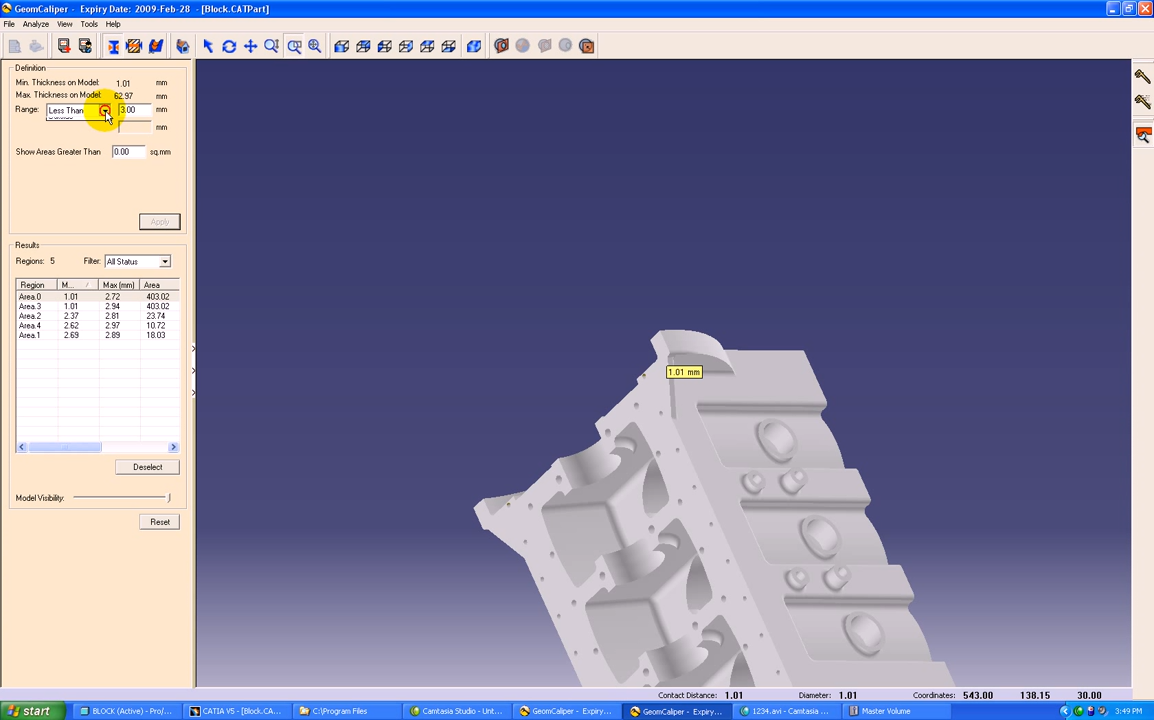 GeomCaliper - Expiry Date: 2009-Feb-28 - [Block.CATPart]
File Analyze View Tools Help
Definition
Min. Thickness on Model: 1.01 mm
Max. Thickness on Model: 62.97 mm
Range: Less Than 3.00 mm
mm
Show Areas Greater Than 0.00 sq.mm
Apply
Results
Regions: 5 Filter: All Status
Region M... Max (mm) Area
Area.0 1.01 2.72 403.02
Area.3 1.01 2.94 403.02
Area.2 2.37 2.81 23.74
Area.4 2.62 2.97 10.72
Area.1 2.69 2.89 18.03
1.01 mm
Deselect
Model Visibility:
Reset
Contact Distance: 1.01 Diameter: 1.01 Coordinates: 543.00 138.15 30.00
start BLOCK (Active) - Pro/... CATIA V5 - [Block.CA... C:\Program Files Camtasia Studio - Unt... GeomCaliper - Expiry... GeomCaliper - Expiry... 1234.avi - Camtasia ... Master Volume 3:49 PM